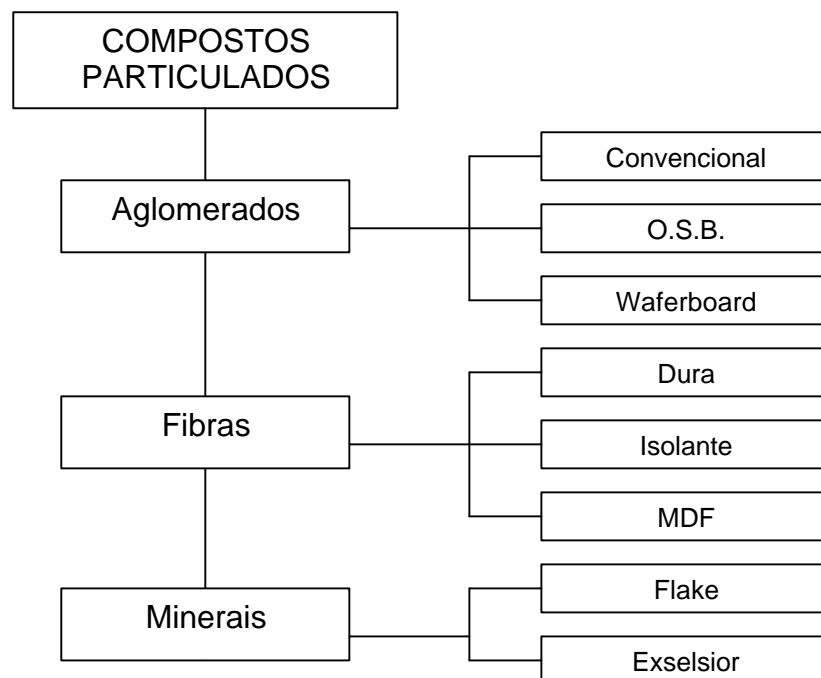 COMPOSTOS
PARTICULADOS
Convencional
Aglomerados
O.S.B.
Waferboard
Dura
Fibras
Isolante
MDF
Flake
Minerais
Exselsior